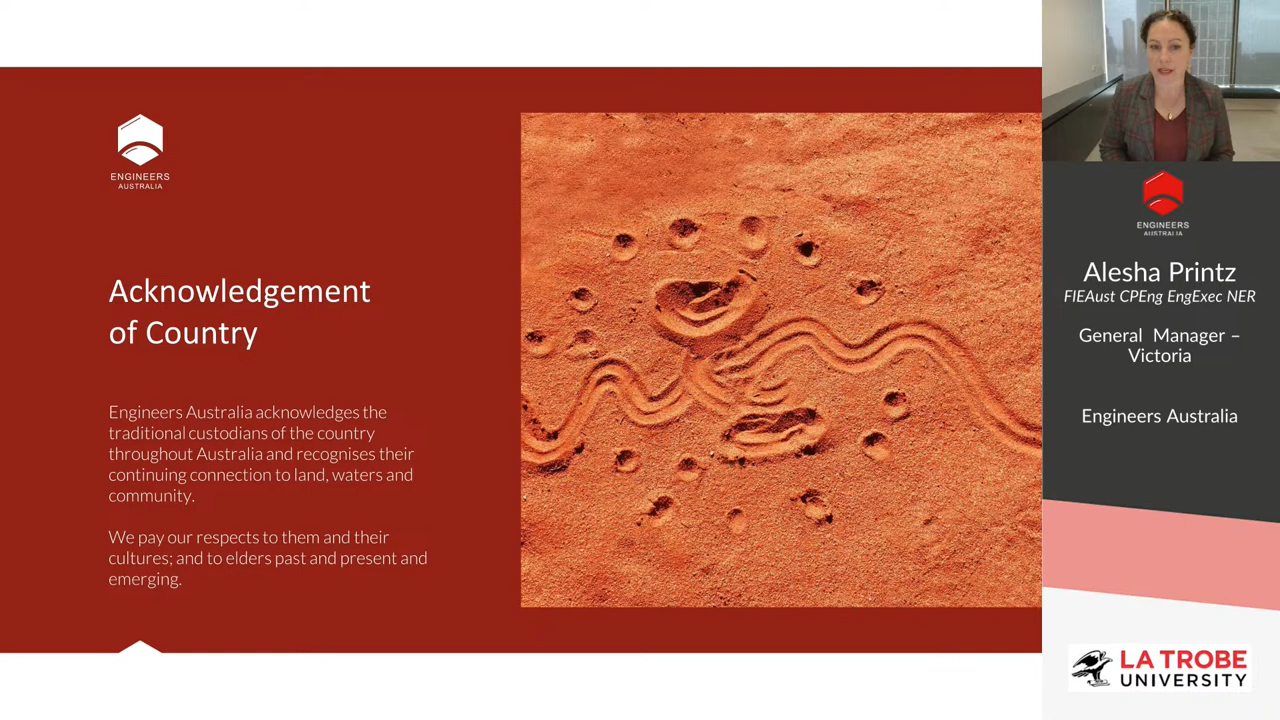 ENGINEERS
AUSTRALIA
Acknowledgement
of Country
Engineers Australia acknowledges the
traditional custodians of the country
throughout Australia and recognises their
continuing connection to land, waters and
community.
We pay our respects to them and their
cultures; and to elders past and present and
emerging.
ENGINEERS
AUSTRALIA
Alesha Printz
FIEAust CPEng EngExec NER
General Manager –
Victoria
Engineers Australia
LA TROBE
UNIVERSITY